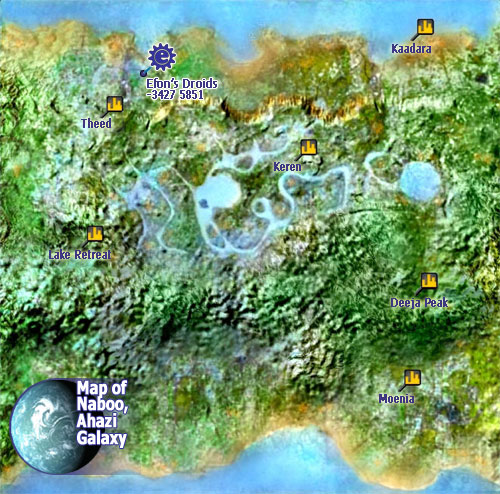 Kaadara
Efon's Droids
-3427 5851
Theed
Keren
Lake Retreat
Deeja Peak
Moenia
Map of
Naboo,
Ahazi
Galaxy